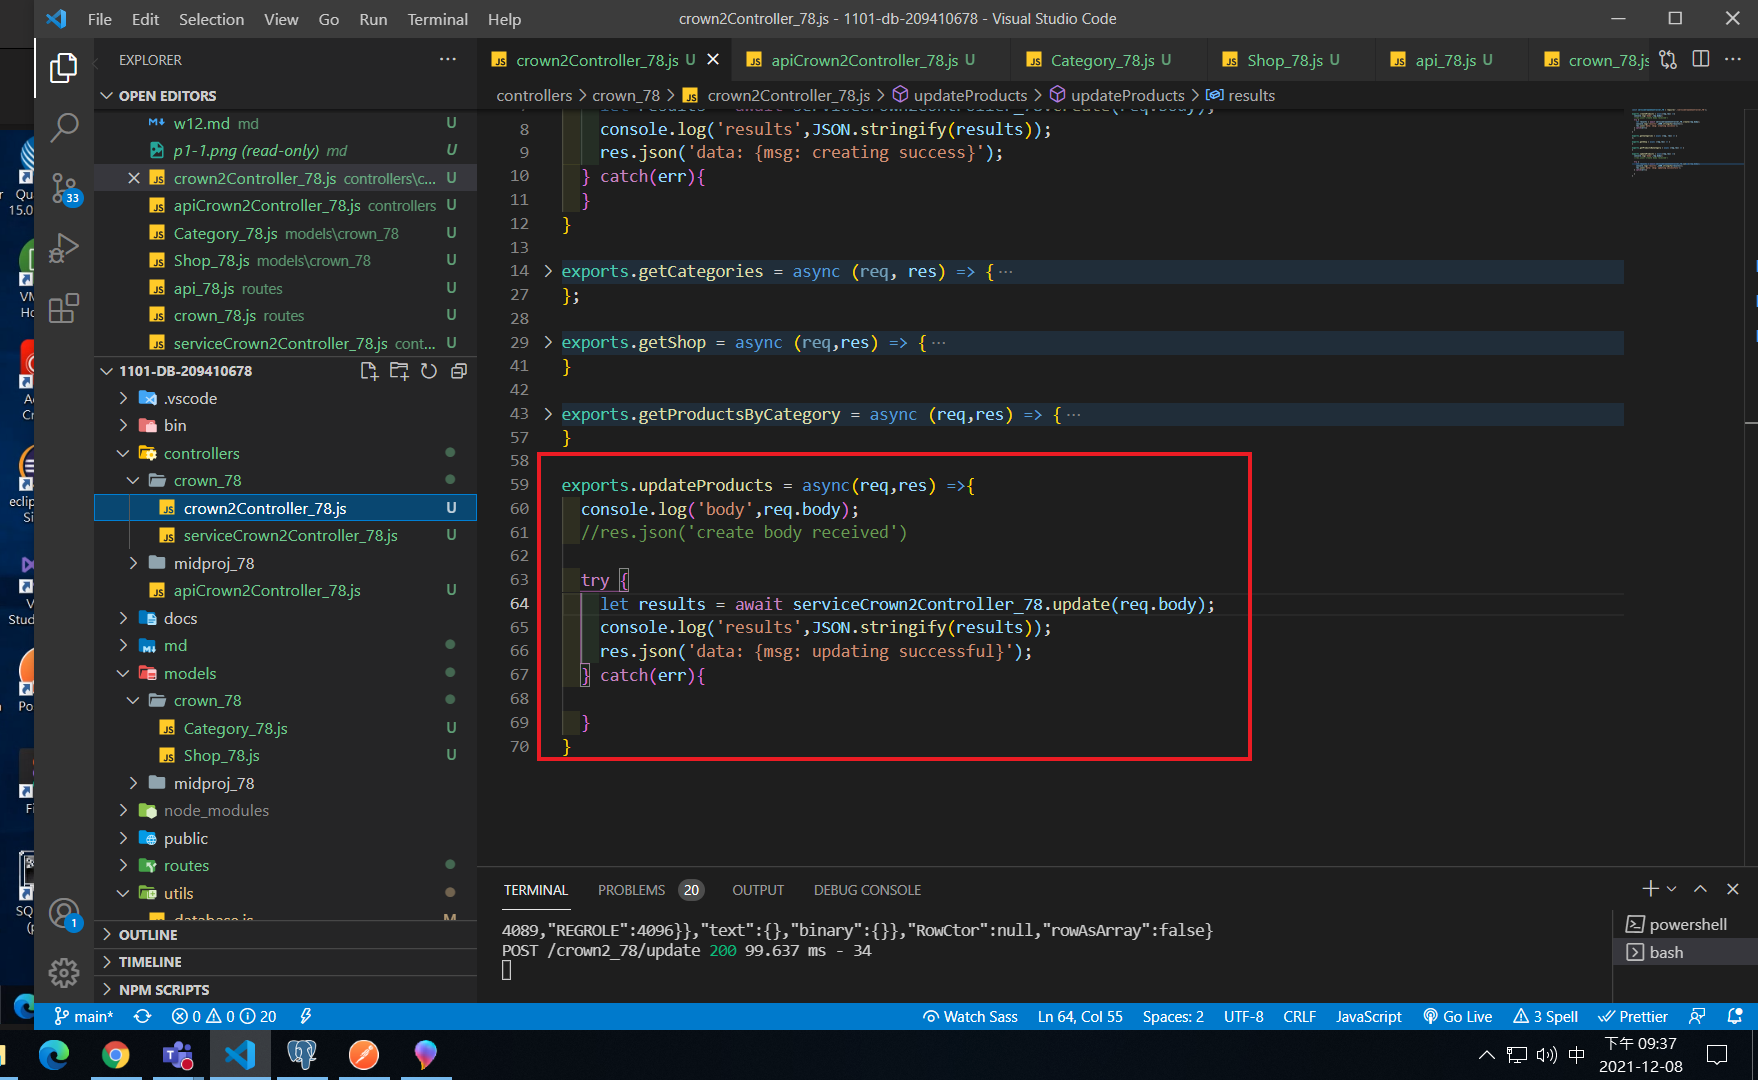 File Edit Selection View Go Run Terminal Help
crown2Controller_78.js - 1101-db-209410678 - Visual Studio Code
EXPLORER
crown2Controller_78.js U
apiCrown2Controller_78.js U
Category_78.js U
Shop_78.js U
api_78.js U
crown_78.js
controllers > crown_78 > crown2Controller_78.js > updateProducts > updateProducts > results
OPEN EDITORS
w12.md md U
p1-1.png (read-only) md U
crown2Controller_78.js controllers\c... U
apiCrown2Controller_78.js controllers U
Category_78.js models\crown_78 U
Shop_78.js models\crown_78 U
api_78.js routes U
crown_78.js routes U
serviceCrown2Controller_78.js cont... U
1101-DB-209410678
.vscode
bin
controllers
crown_78
crown2Controller_78.js U
serviceCrown2Controller_78.js U
midproj_78
apiCrown2Controller_78.js U
docs
md
models
crown_78
Category_78.js U
Shop_78.js U
midproj_78
node_modules
public
routes
utils
database.js M
OUTLINE
TIMELINE
NPM SCRIPTS
33
1
8 console.log('results',JSON.stringify(results));
9 res.json('data: {msg: creating success}');
10 } catch(err){
11 }
12 }
13
14 exports.getCategories = async (req, res) => {···
27 };
28
29 exports.getShop = async (req,res) => {···
41 }
42
43 exports.getProductsByCategory = async (req,res) => {···
57 }
58
59 exports.updateProducts = async(req,res) =>{
60 console.log('body',req.body);
61 //res.json('create body received')
62
63 try {
64 let results = await serviceCrown2Controller_78.update(req.body);
65 console.log('results',JSON.stringify(results));
66 res.json('data: {msg: updating successful}');
67 } catch(err){
68
69 }
70 }
TERMINAL PROBLEMS 20 OUTPUT DEBUG CONSOLE
4089,"REGROLE":4096}},"text":{},"binary":{}},"RowCtor":null,"rowAsArray":false}
POST /crown2_78/update 200 99.637 ms - 34
powershell
bash
main* 0 0 20 Watch Sass Ln 64, Col 55 Spaces: 2 UTF-8 CRLF JavaScript Go Live 3 Spell Prettier
中 下午 09:37
2021-12-08